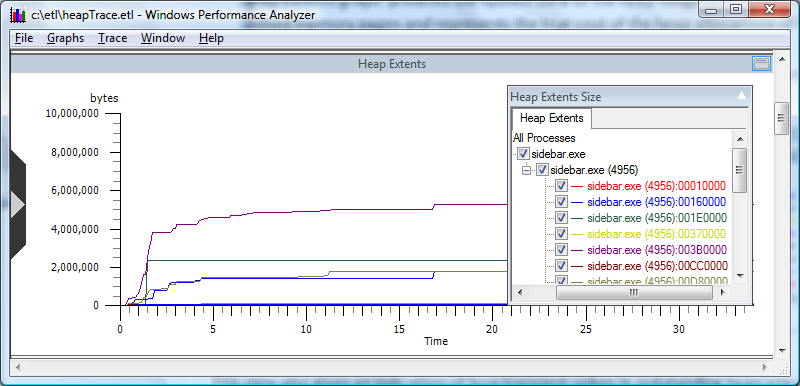 c:\etl\heapTrace.etl - Windows Performance Analyzer
File Graphs Trace Window Help
Heap Extents
bytes
10,000,000
8,000,000
6,000,000
4,000,000
2,000,000
0
0 5 10 15 20 25 30
Time
Heap Extents Size
Heap Extents
All Processes
sidebar.exe
sidebar.exe (4956)
sidebar.exe (4956):00010000
sidebar.exe (4956):00160000
sidebar.exe (4956):001E0000
sidebar.exe (4956):00370000
sidebar.exe (4956):003B0000
sidebar.exe (4956):00CC0000
sidebar.exe (4956):00D80000